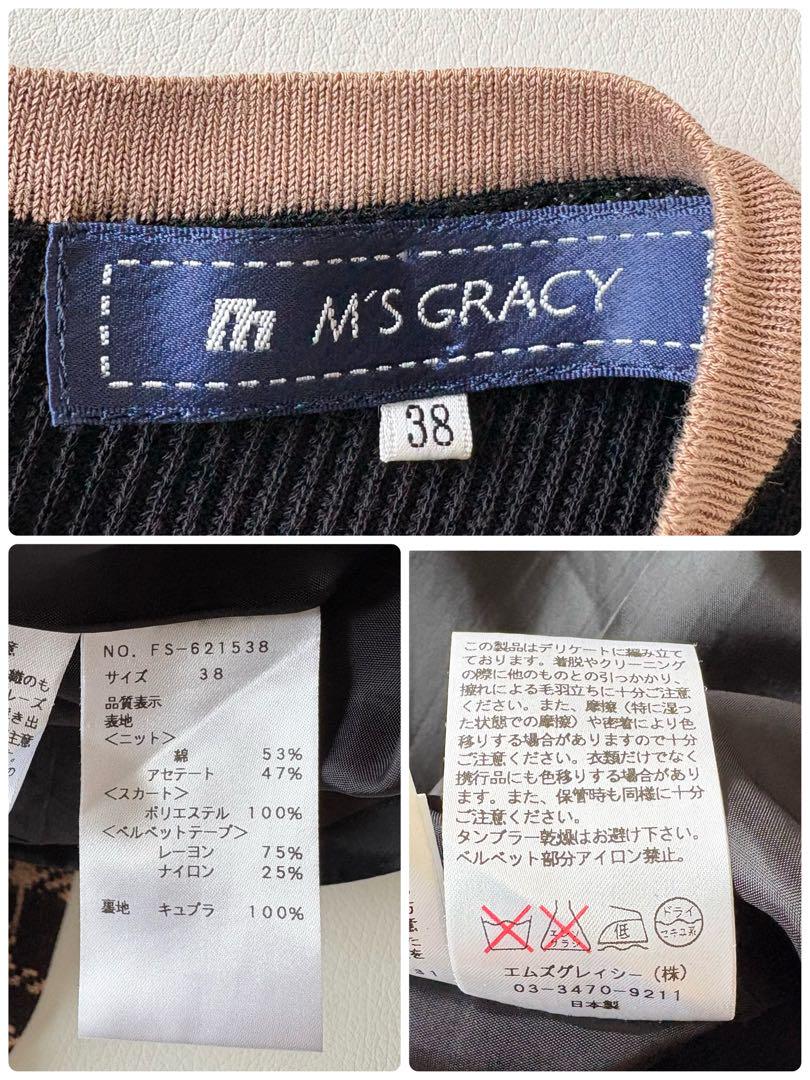 M'S GRACY
38
NO. FS-621538
サイズ 38
品質表示
表地
<ニット>
綿 53%
アセテート 47%
<スカート>
ポリエステル 100%
<ベルベットテープ>
レーヨン 75%
ナイロン 25%
裏地 キュプラ 100%
この製品はデリケートに編み立て
ております。着脱やクリーニング
の際に他のものとの引っかかり、
擦れによる毛羽立ちに十分ご注意
ください。また、摩擦（特に湿っ
た状態での摩擦）や密着により色
移りする場合がありますので十分
ご注意ください。衣類だけでなく
携行品にも色移りする場合があり
ます。また、保管時も同様に十分
ご注意ください。
タンブラー乾燥はお避け下さい。
ベルベット部分アイロン禁止。
エンソ
サラシ
低
ドライ
セキユ系
エムズグレイシー（株）
03-3470-9211
日本製